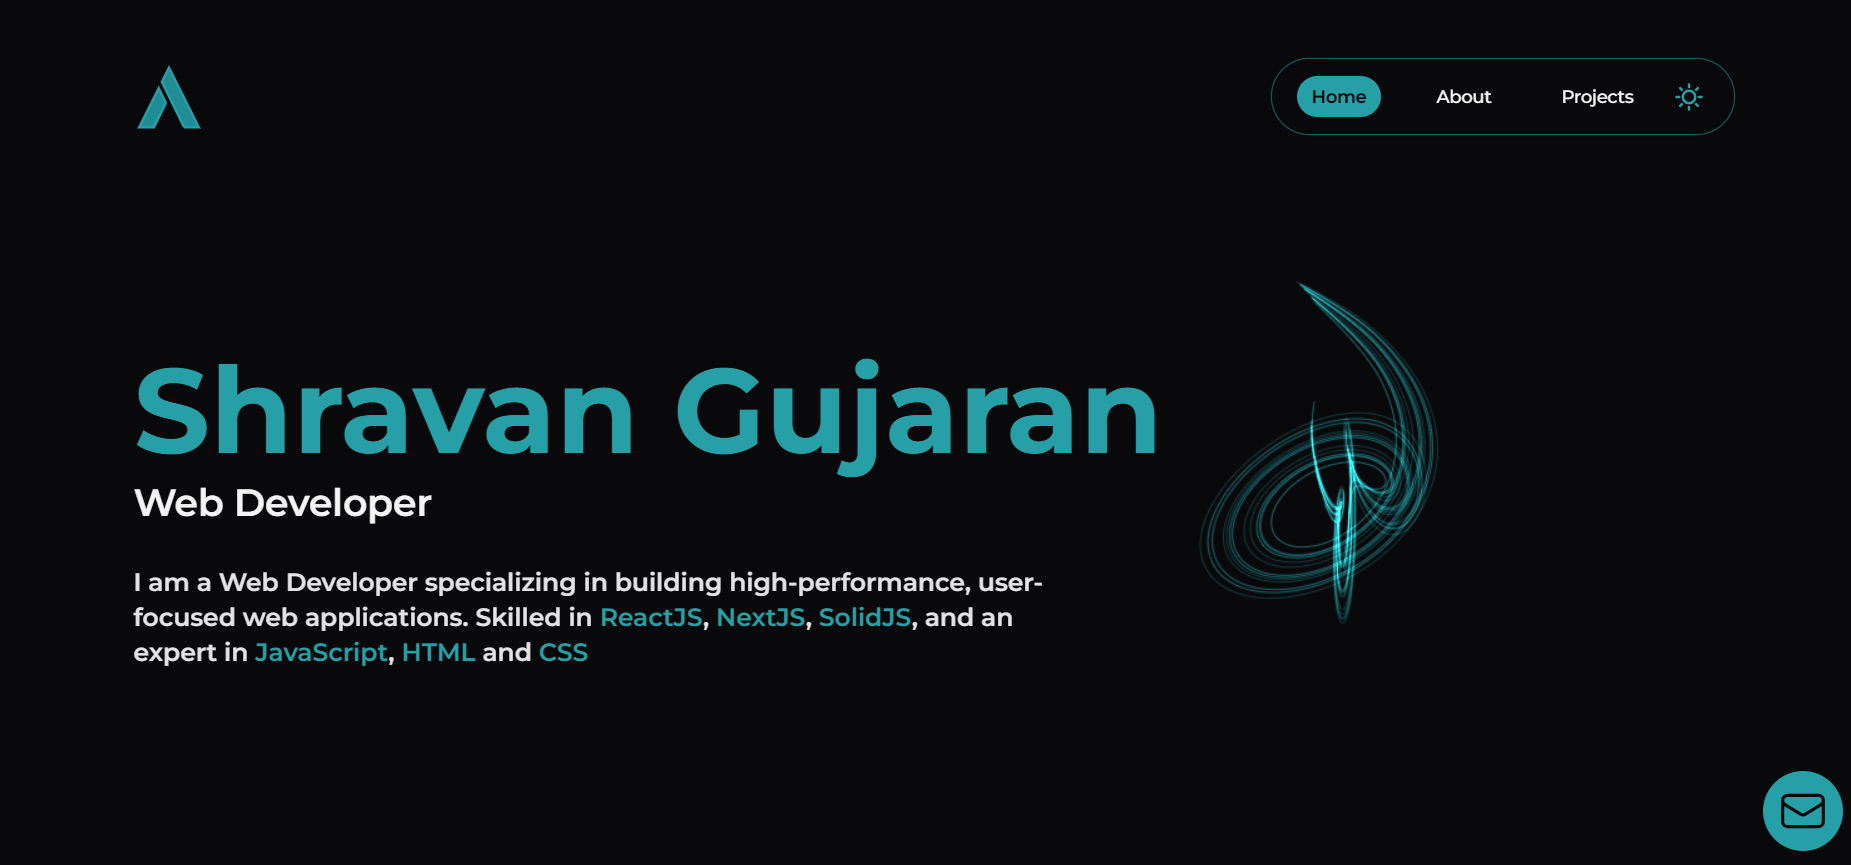 Home About Projects
Shravan Gujaran
Web Developer
I am a Web Developer specializing in building high-performance, user-
focused web applications. Skilled in ReactJS, NextJS, SolidJS, and an
expert in JavaScript, HTML and CSS